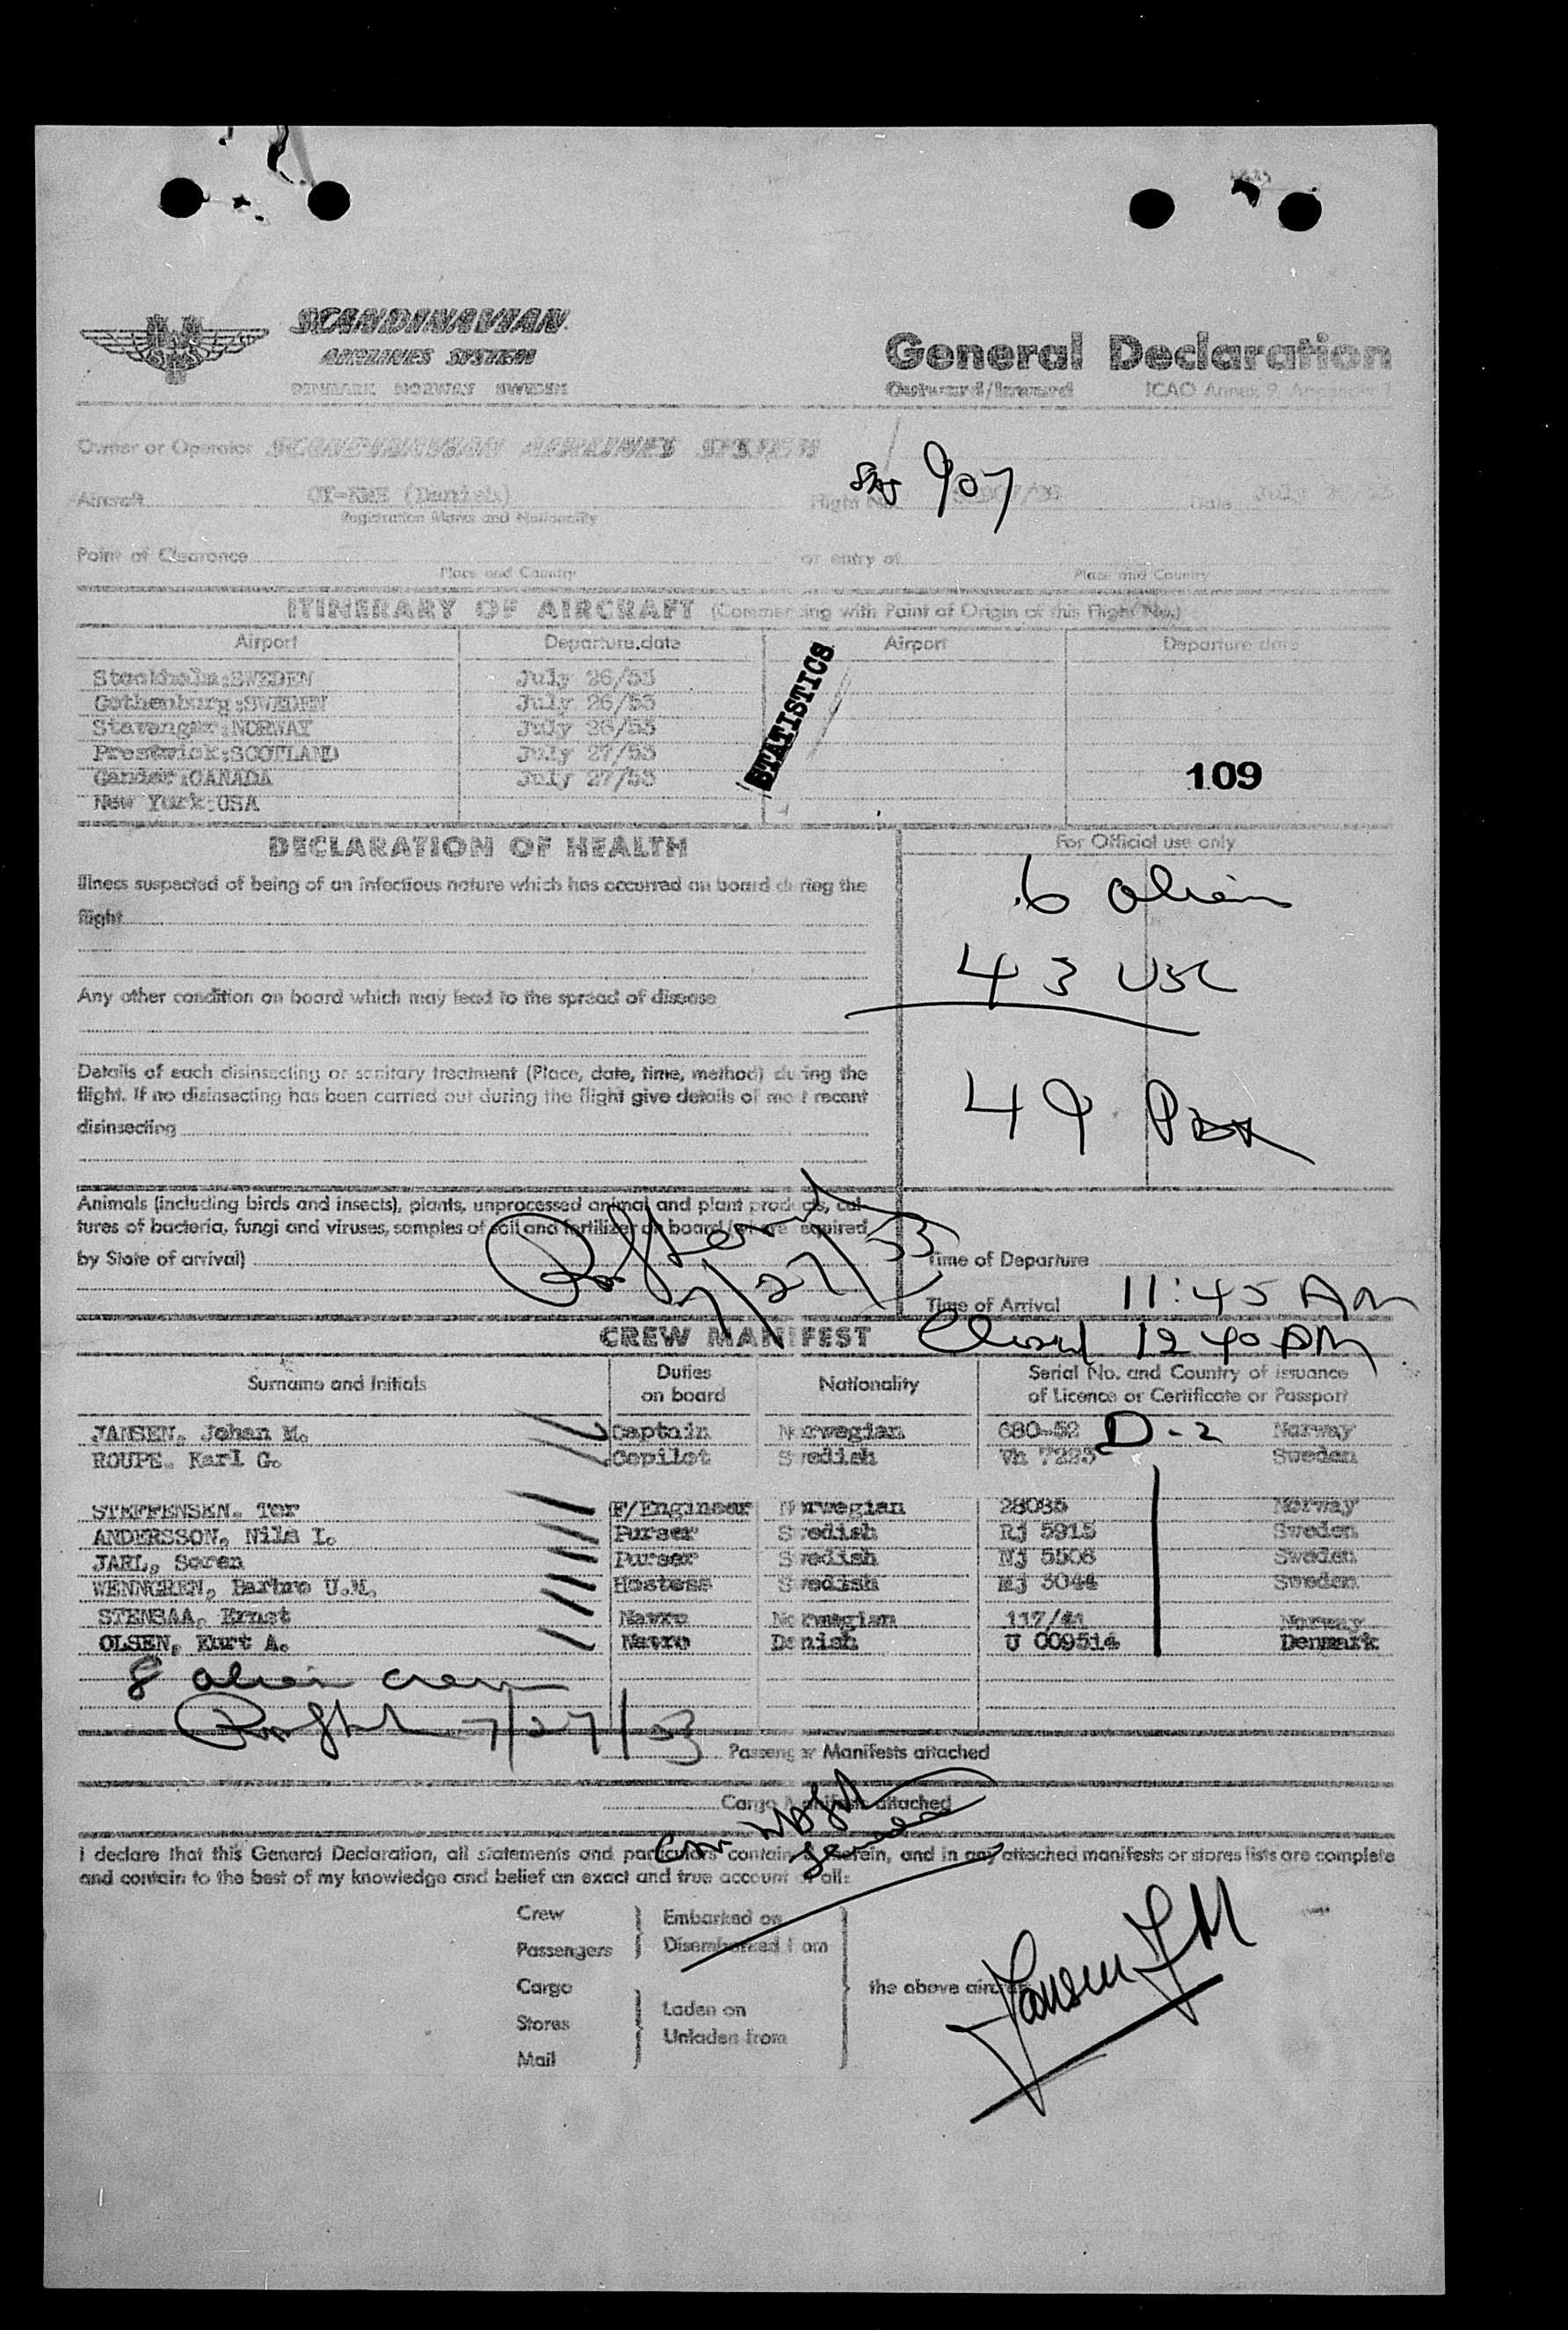 SCANDINAVIAN
AIRLINES SYSTEM
DENMARK NORWAY SWEDEN
General Declaration
Outward/Inward ICAO Annex 9, Appendix 1
Owner or Operator SCANDINAVIAN AIRLINES SYSTEM
SAS 907
Aircraft OY-KME Flight No. Date July
Registration Marks and Nationality
Point of Clearance or entry at
Place and Country Place and Country
ITINERARY OF AIRCRAFT (Commencing with Point of Origin of this Flight No.)
Airport Departure date Airport Departure date
Stockholm:SWEDEN July 26/53
Gothenburg:SWEDEN July 26/53
Stavanger:NORWAY July 26/53
Prestwick:SCOTLAND July 27/53
Gander:CANADA July 27/53
New York:USA
STATISTICS
109
DECLARATION OF HEALTH
For Official use only
Illness suspected of being of an infectious nature which has occurred on board during the
flight
6 alien
43 USC
49 Pax
Any other condition on board which may lead to the spread of disease
Details of each disinsecting or sanitary treatment (Place, date, time, method) during the
flight. If no disinsecting has been carried out during the flight give details of most recent
disinsecting
Animals (including birds and insects), plants, unprocessed animal and plant products, cul-
tures of bacteria, fungi and viruses, samples of soil and fertilizer on board (where required
by State of arrival)
7/27/53
Time of Departure
Time of Arrival 11:45 AM
Closed 12 40 PM
CREW MANIFEST
Surname and Initials Duties on board Nationality Serial No. and Country of issuance of Licence or Certificate or Passport
JANSEN, Johan M. Captain Norwegian 680-52 D-2 Norway
ROUPE, Karl G. Copilot Swedish Vh 7223 Sweden
STEFFENSEN, Tor F/Engineer Norwegian 28085 Norway
ANDERSSON, Nils I. Purser Swedish Rj 5915 Sweden
JARL, Soren Purser Swedish Nj 5506 Sweden
WENNGREN, Barbro U.M. Hostess Swedish Mj 3044 Sweden
STENSAA, Ernst Navro Norwegian 117/44 Norway
OLSEN, Kurt A. Navro Danish U 009514 Denmark
8 alien crew
7/27/53
Passenger Manifests attached
Cargo Manifests attached
I declare that this General Declaration, all statements and particulars contained therein, and in any attached manifests or stores lists are complete
and contain to the best of my knowledge and belief an exact and true account of all:
Crew Embarked on
Passengers Disembarked from
Cargo the above aircraft
Stores Laden on
Unladen from
Mail
Jansen J M